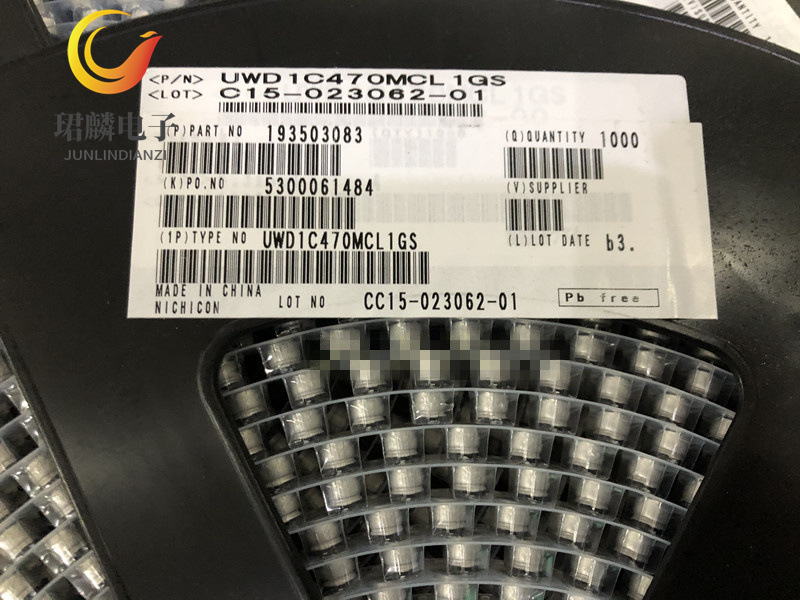 <P/N> UWD1C470MCL1GS
<LOT> C15-023062-01
珺麟电子
JUNLINDIANZI
(P)PART NO 193503083
(Q)QUANTITY 1000
(K)PO.NO 5300061484
(V)SUPPLIER
(1P)TYPE NO UWD1C470MCL1GS
(L)LOT DATE b3.
MADE IN CHINA
NICHICON
LOT NO CC15-023062-01
Pb free